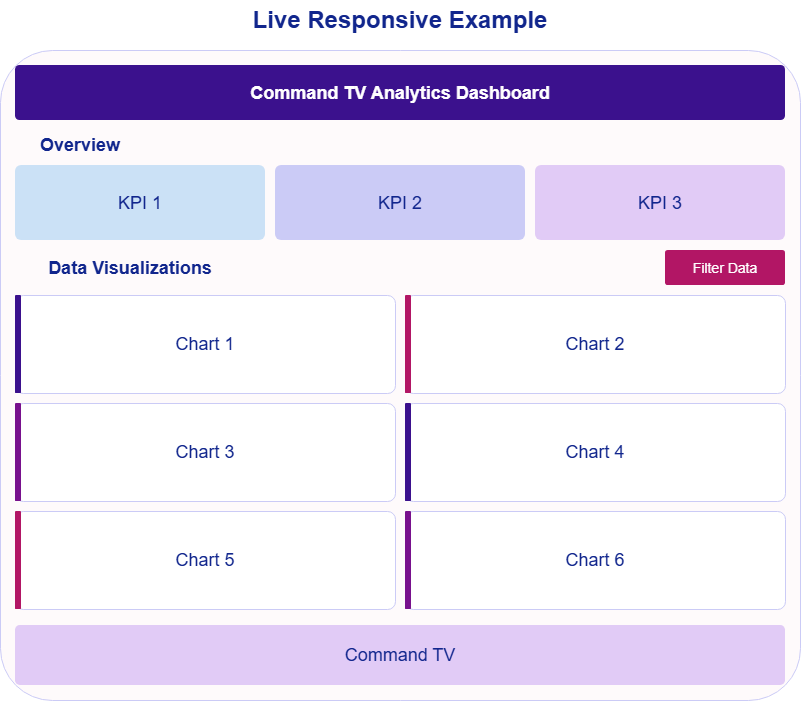 Live Responsive Example
Command TV Analytics Dashboard
Overview
KPI 1
KPI 2
KPI 3
Data Visualizations
Filter Data
Chart 1
Chart 2
Chart 3
Chart 4
Chart 5
Chart 6
Command TV